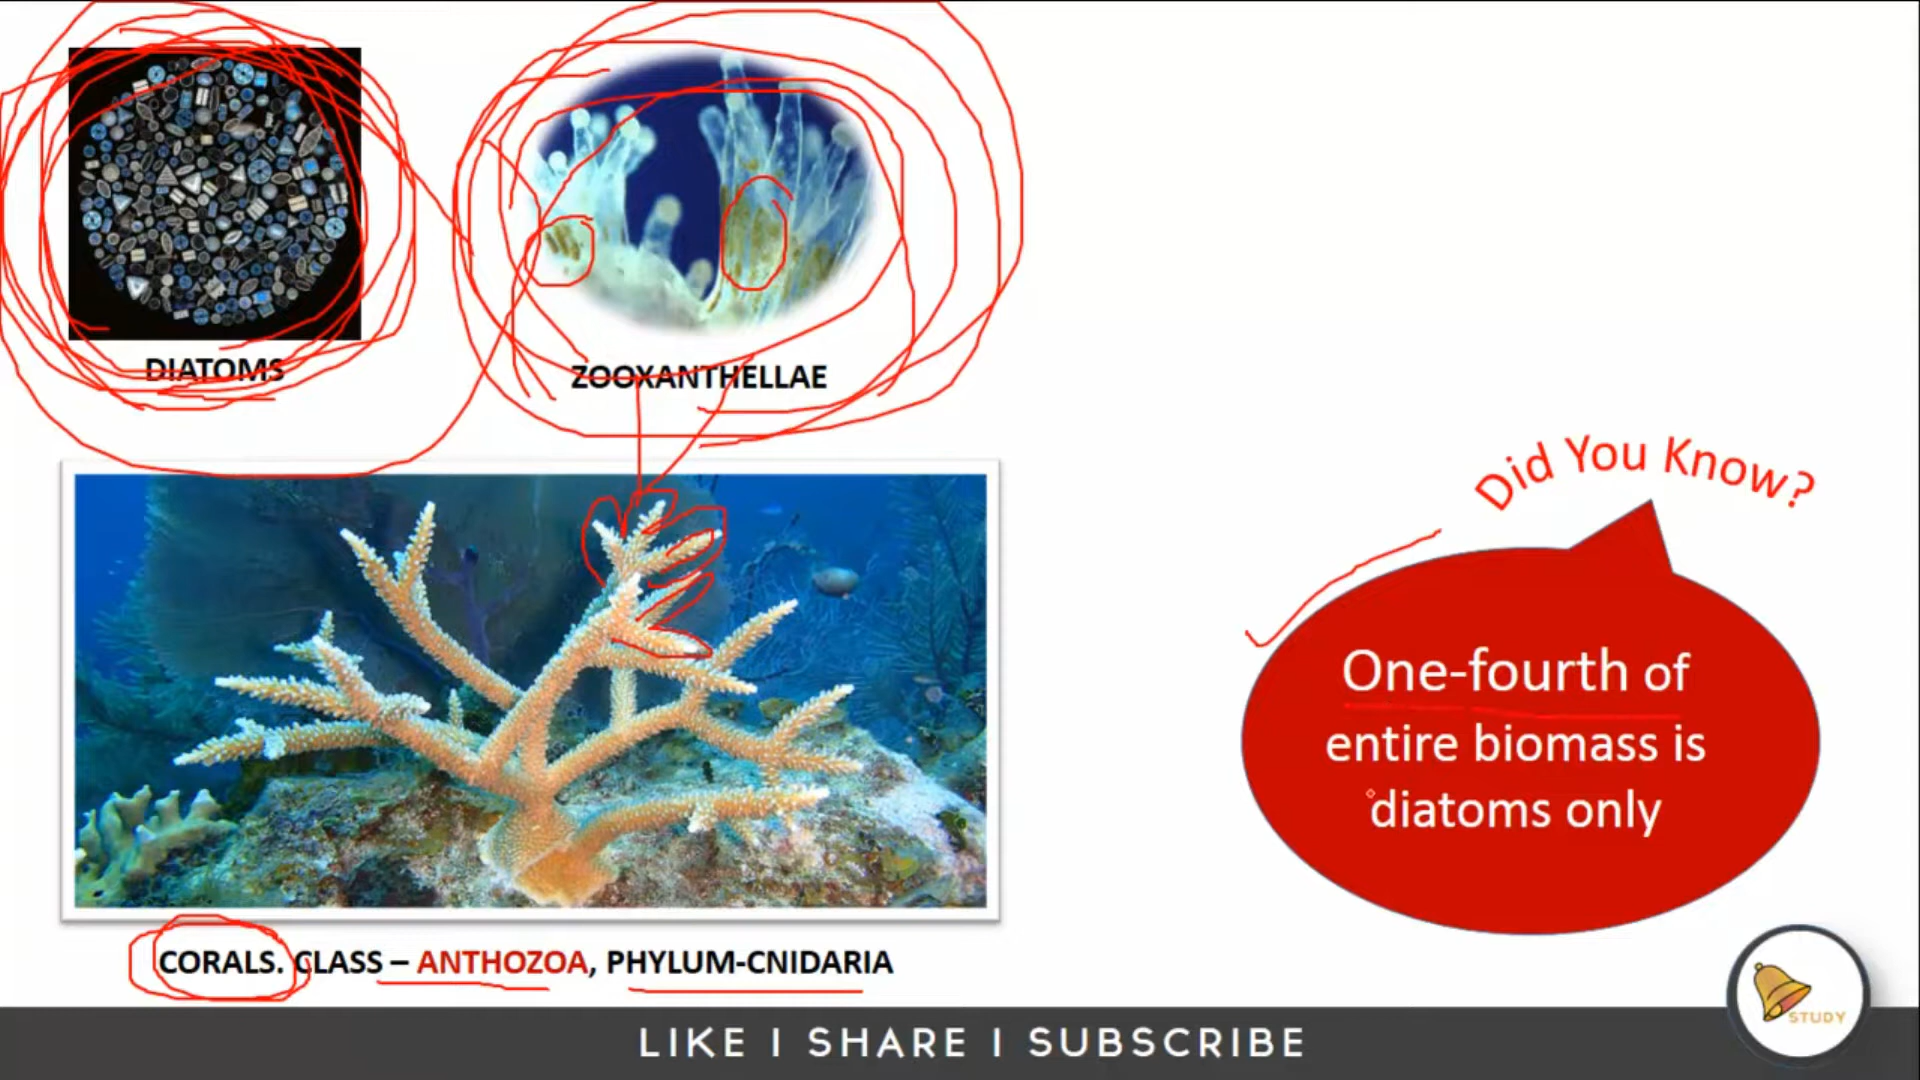 DIATOMS
ZOOXANTHELLAE
CORALS. CLASS – ANTHOZOA, PHYLUM-CNIDARIA
Did You Know?
One-fourth of
entire biomass is
diatoms only
STUDY
LIKE I SHARE I SUBSCRIBE